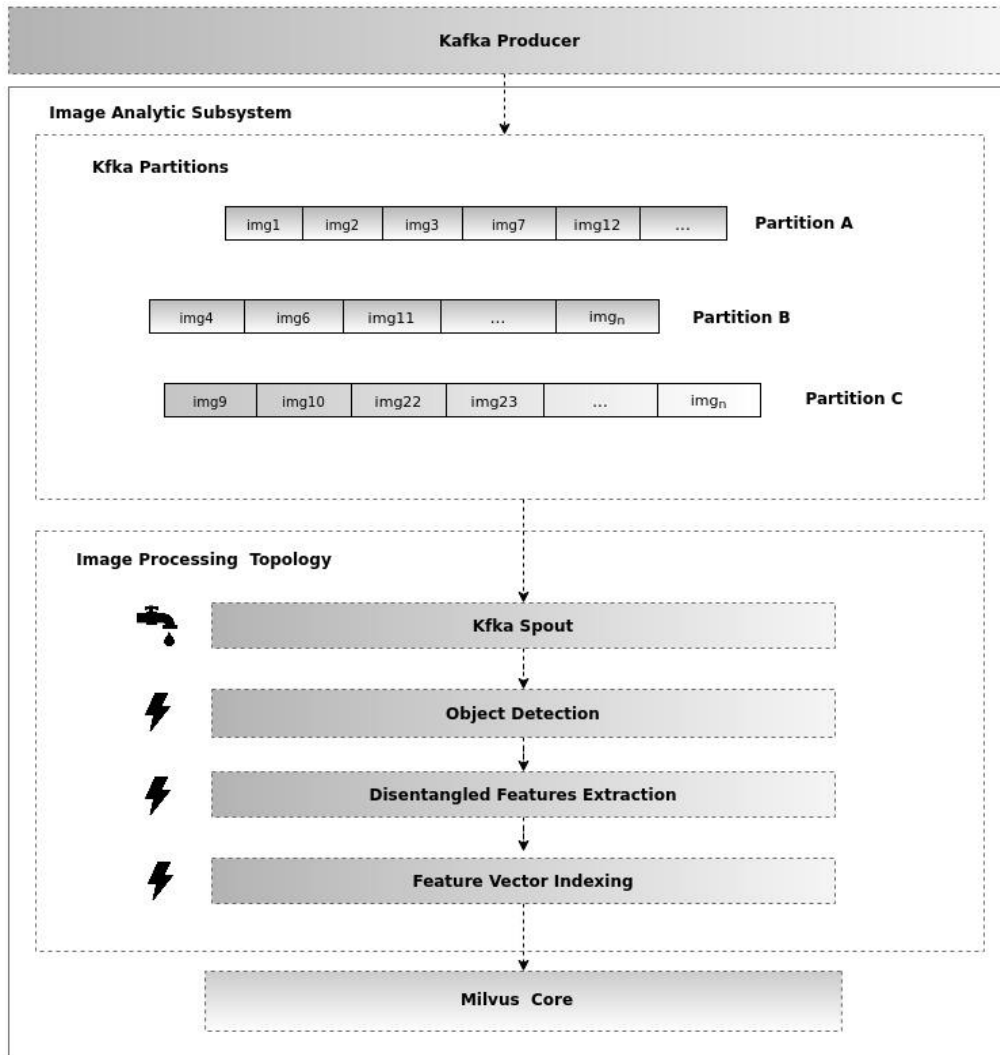 Kafka Producer
Image Analytic Subsystem
Kfka Partitions
img1 img2 img3 img7 img12 ... Partition A
img4 img6 img11 ... imgn Partition B
img9 img10 img22 img23 ... imgn Partition C
Image Processing Topology
Kfka Spout
Object Detection
Disentangled Features Extraction
Feature Vector Indexing
Milvus Core